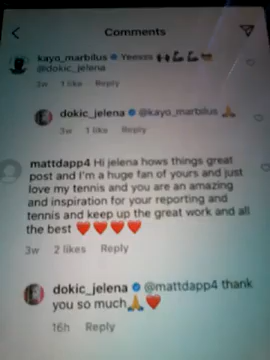 Comments
kayo_marbilus Yeesss
@dokic_jelena
3w 1 like Reply
dokic_jelena @kayo_marbilus 🙏
3w 1 like Reply
mattdapp4 Hi jelena hows things great
post and I'm a huge fan of yours and just
love my tennis and you are an amazing
and inspiration for your reporting and
tennis and keep up the great work and all
the best ❤️❤️❤️❤️
3w 2 likes Reply
dokic_jelena @mattdapp4 thank
you so much🙏❤️
16h Reply